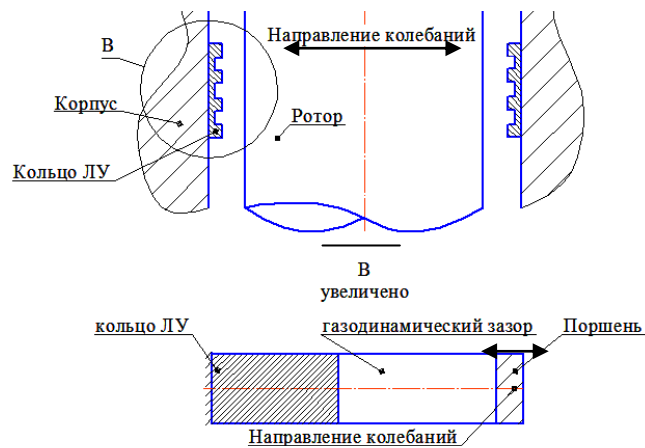 Направление колебаний
В
Корпус
Ротор
Кольцо ЛУ
В
увеличено
кольцо ЛУ
газодинамический зазор
Поршень
Направление колебаний